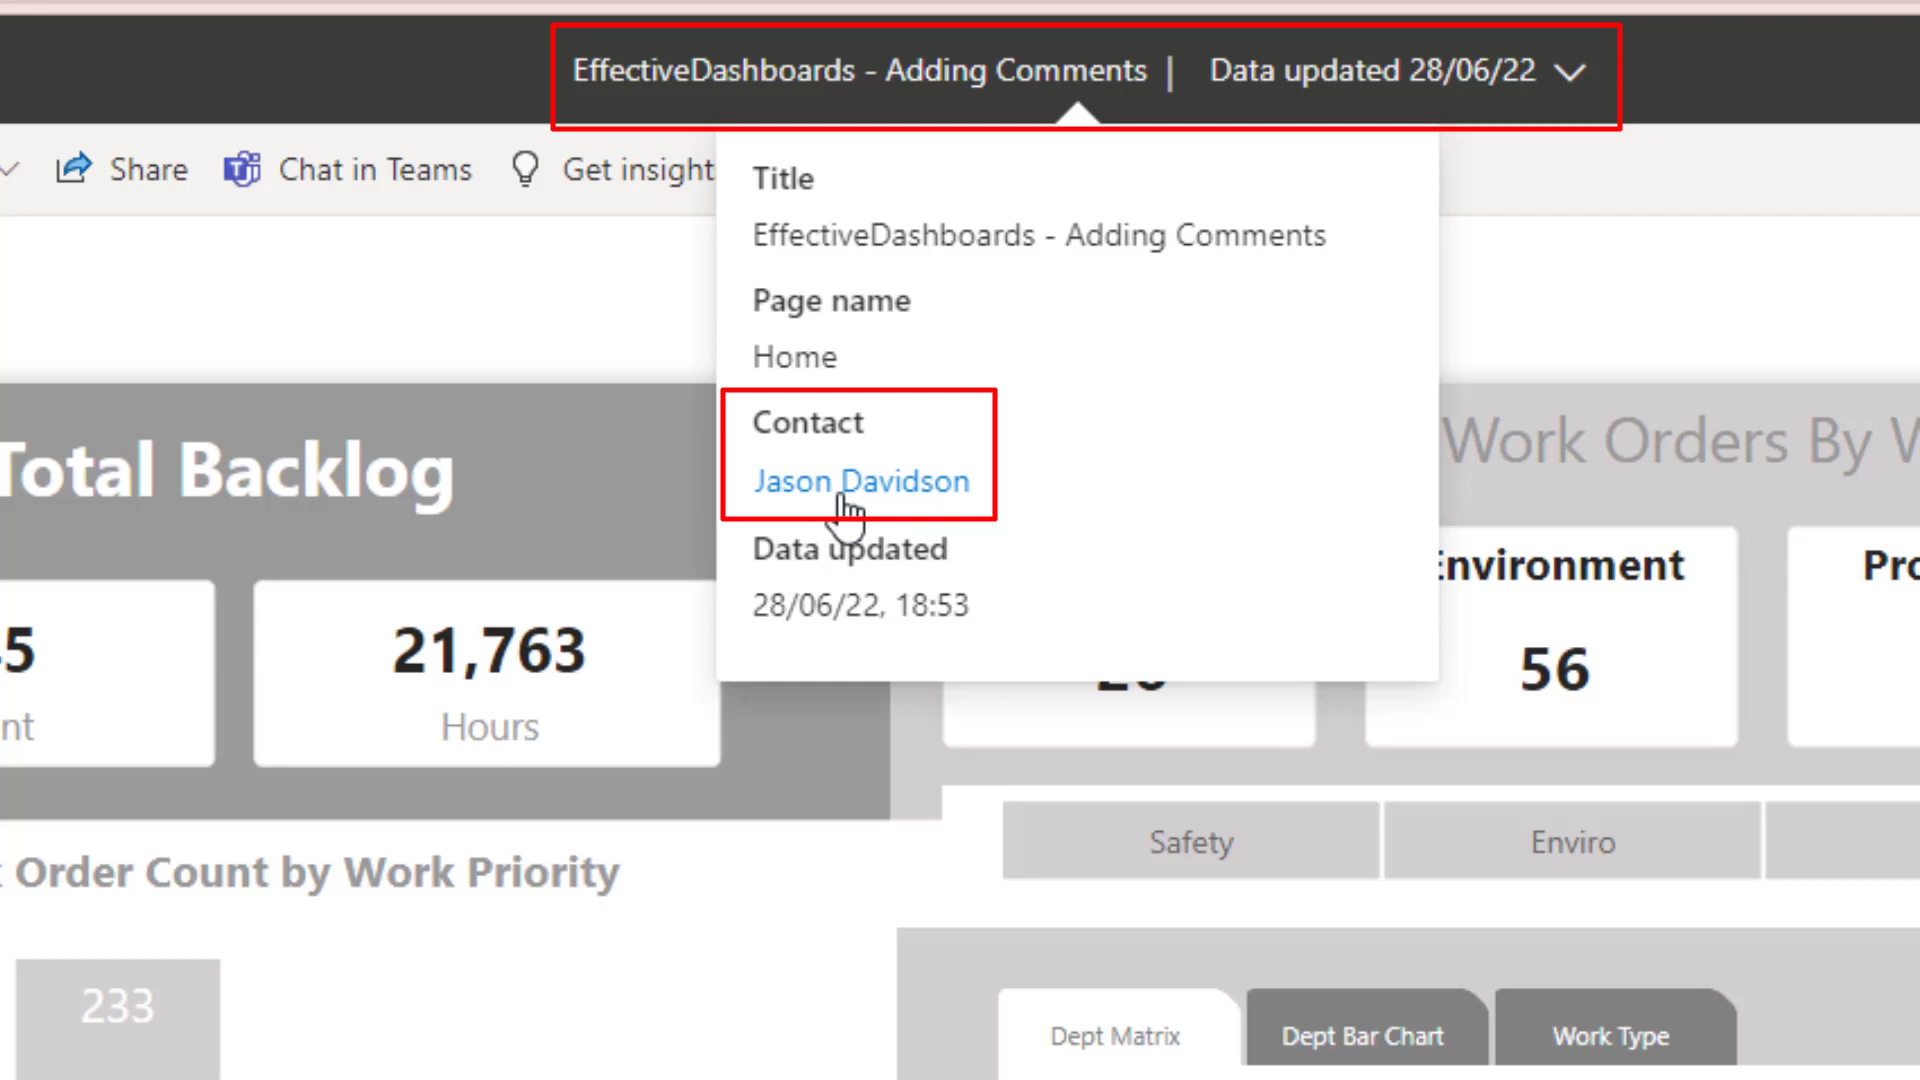 EffectiveDashboards - Adding Comments | Data updated 28/06/22
Share Chat in Teams Get insight
Title
EffectiveDashboards - Adding Comments
Page name
Home
Contact
Jason Davidson
Data updated
28/06/22, 18:53
Total Backlog
Work Orders By
5
nt
21,763
Hours
Environment
56
Pro
Safety Enviro
Order Count by Work Priority
233
Dept Matrix Dept Bar Chart Work Type